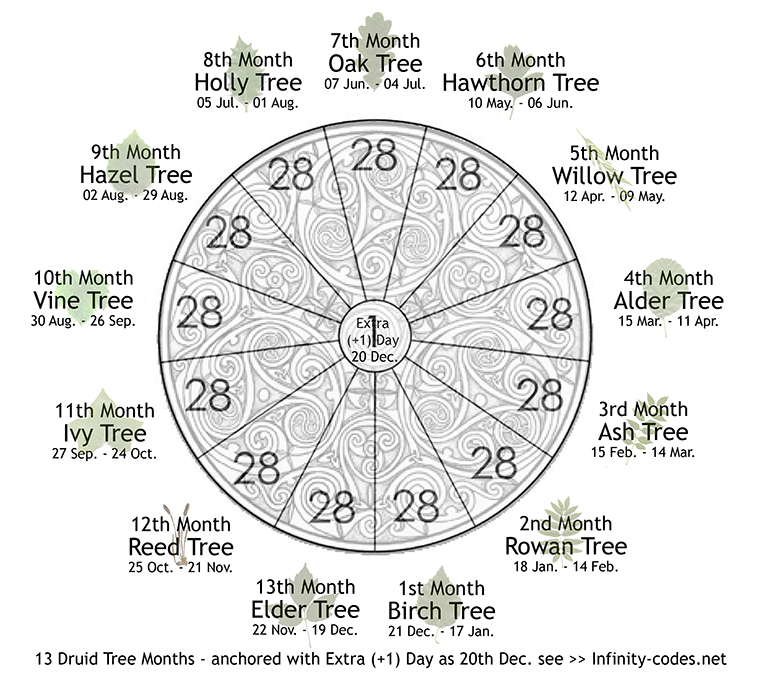 7th Month
Oak Tree
07 Jun. - 04 Jul.
8th Month
Holly Tree
05 Jul. - 01 Aug.
6th Month
Hawthorn Tree
10 May. - 06 Jun.
9th Month
Hazel Tree
02 Aug. - 29 Aug.
5th Month
Willow Tree
12 Apr. - 09 May.
10th Month
Vine Tree
30 Aug. - 26 Sep.
4th Month
Alder Tree
15 Mar. - 11 Apr.
11th Month
Ivy Tree
27 Sep. - 24 Oct.
3rd Month
Ash Tree
15 Feb. - 14 Mar.
12th Month
Reed Tree
25 Oct. - 21 Nov.
2nd Month
Rowan Tree
18 Jan. - 14 Feb.
13th Month
Elder Tree
22 Nov. - 19 Dec.
1st Month
Birch Tree
21 Dec. - 17 Jan.
28
28
28
28
28
28
28
28
28
28
28
28
28
1
Extra
(+1) Day
20 Dec.
13 Druid Tree Months - anchored with Extra (+1) Day as 20th Dec. see >> Infinity-codes.net